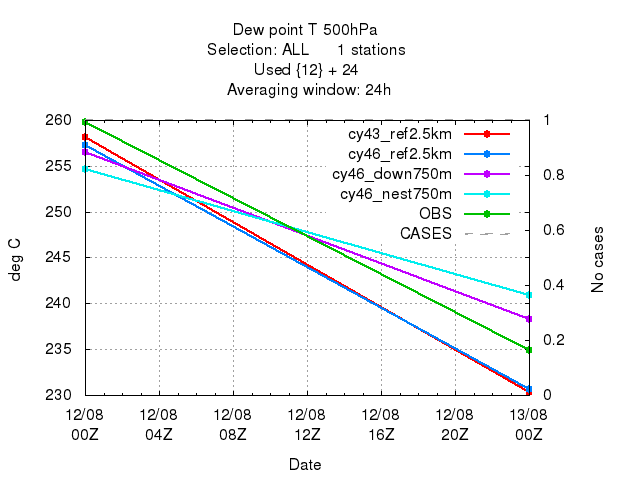 Dew point T 500hPa
Selection: ALL 1 stations
Used {12} + 24
Averaging window: 24h
260
255
250
245
240
235
230
deg C
1
0.8
0.6
0.4
0.2
0
No cases
cy43_ref2.5km
cy46_ref2.5km
cy46_down750m
cy46_nest750m
OBS
CASES
12/08 12/08 12/08 12/08 12/08 12/08 13/08
00Z 04Z 08Z 12Z 16Z 20Z 00Z
Date